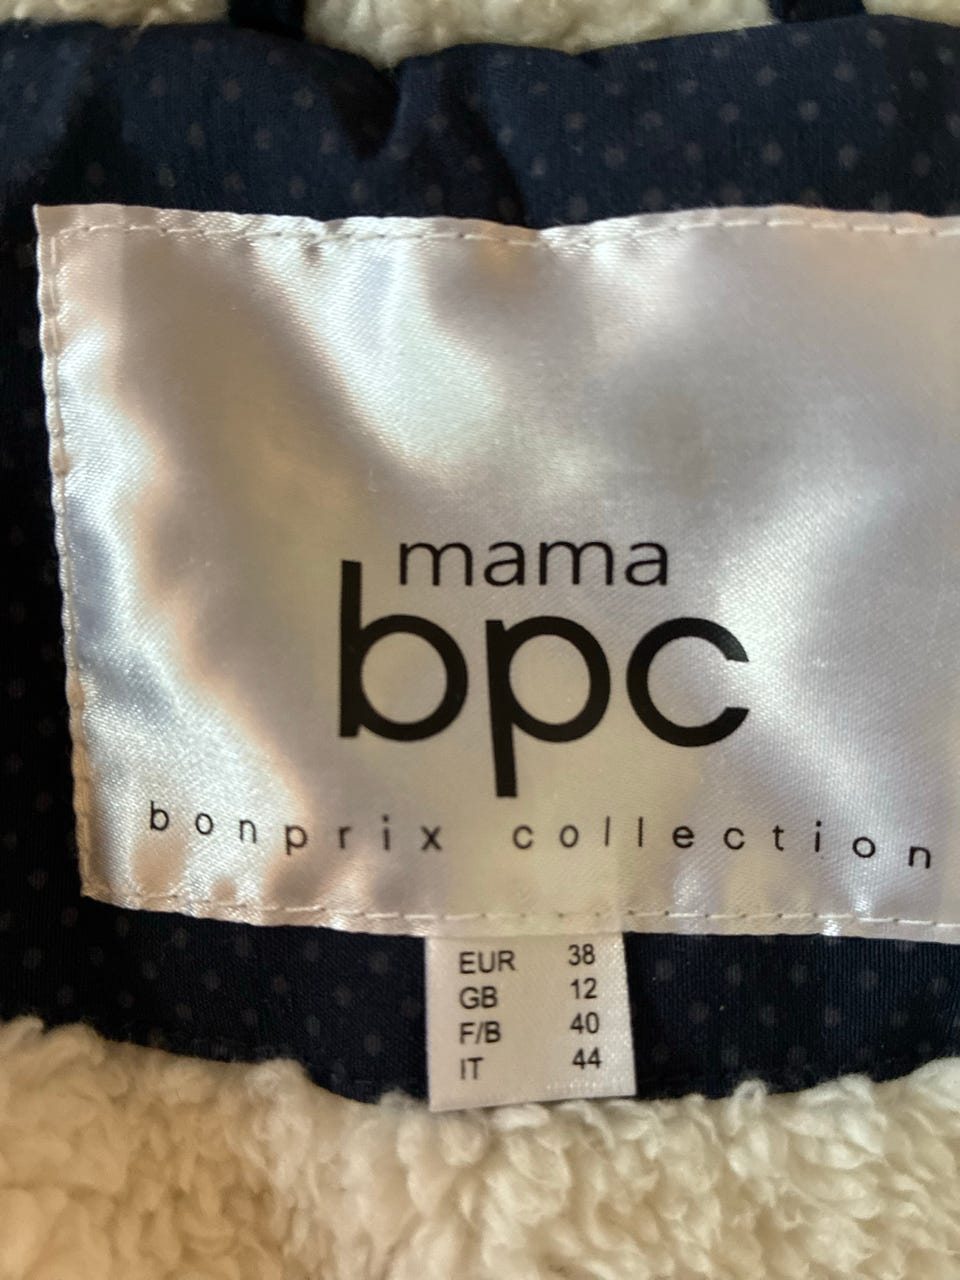 mama
bpc
bonprix collection
EUR 38
GB 12
F/B 40
IT 44